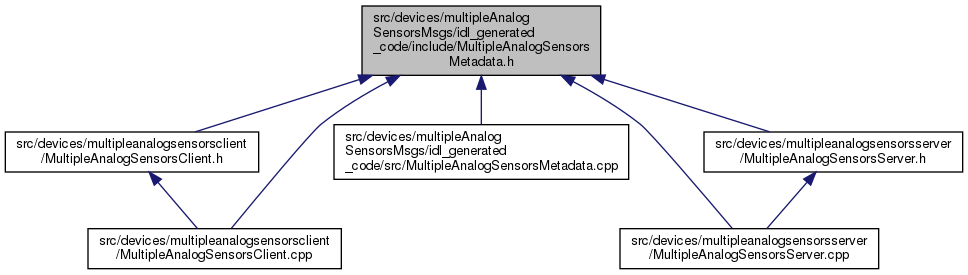 src/devices/multipleAnalog
SensorsMsgs/idl_generated
_code/include/MultipleAnalogSensors
Metadata.h
src/devices/multipleanalogsensorsclient
/MultipleAnalogSensorsClient.h
src/devices/multipleAnalog
SensorsMsgs/idl_generated
_code/src/MultipleAnalogSensorsMetadata.cpp
src/devices/multipleanalogsensorsserver
/MultipleAnalogSensorsServer.h
src/devices/multipleanalogsensorsclient
/MultipleAnalogSensorsClient.cpp
src/devices/multipleanalogsensorsserver
/MultipleAnalogSensorsServer.cpp